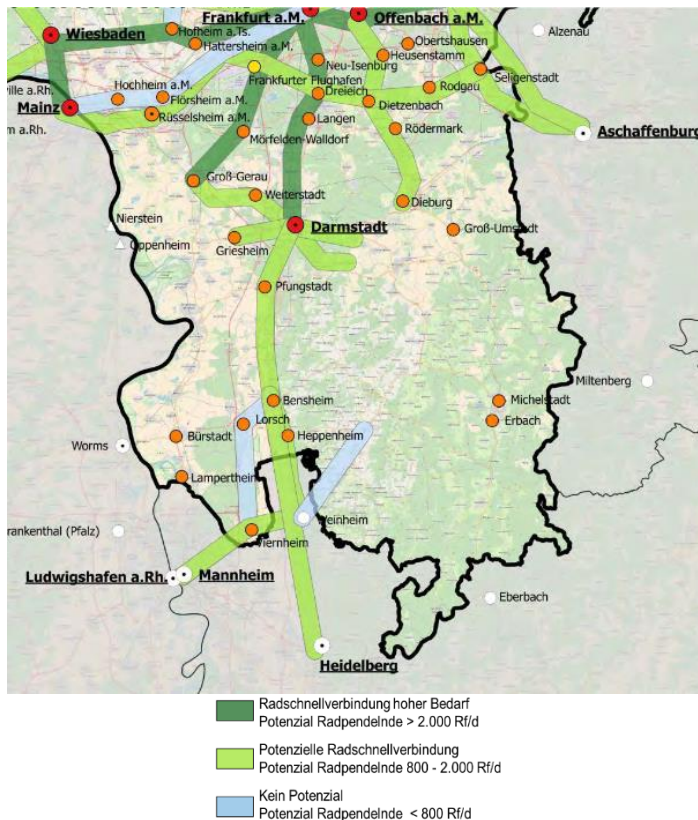 Frankfurt a.M.
Offenbach a.M.
Wiesbaden
Hofheim a.Ts.
Hattersheim a.M.
Obertshausen
Alzenau
Heusenstamm
Neu-Isenburg
Seligenstadt
ville a.Rh.
Hochheim a.M.
Flörsheim a.M.
Frankfurter Flughafen
Dreieich
Rodgau
Mainz
Dietzenbach
m a.Rh.
Rüsselsheim a.M.
Langen
Rödermark
Aschaffenburg
Mörfelden-Walldorf
Groß-Gerau
Weiterstadt
Dieburg
Nierstein
Darmstadt
Groß-Umstadt
Oppenheim
Griesheim
Pfungstadt
Miltenberg
Bensheim
Michelstadt
Lorsch
Erbach
Bürstadt
Heppenheim
Worms
Lampertheim
Weinheim
rankenthal (Pfalz)
Viernheim
Ludwigshafen a.Rh.
Mannheim
Eberbach
Heidelberg
Radschnellverbindung hoher Bedarf
Potenzial Radpendelnde > 2.000 Rf/d
Potenzielle Radschnellverbindung
Potenzial Radpendelnde 800 - 2.000 Rf/d
Kein Potenzial
Potenzial Radpendelnde < 800 Rf/d